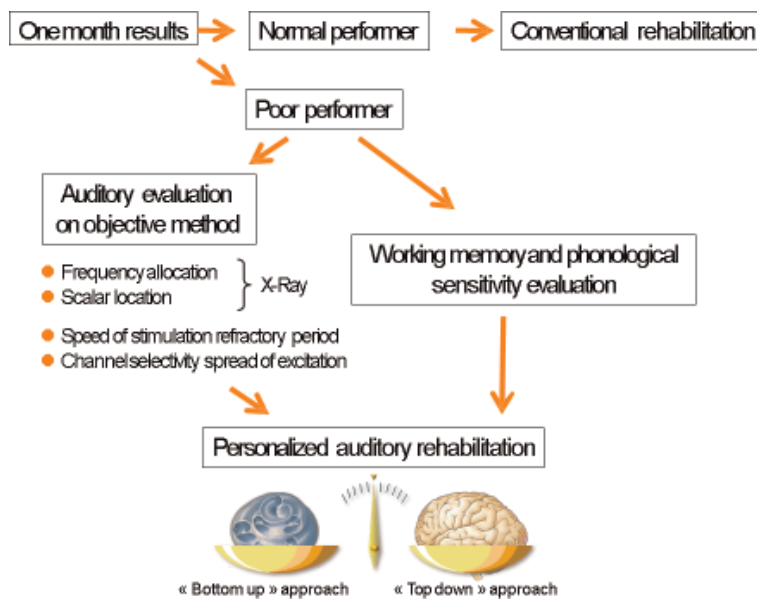 One month results
Normal performer
Conventional rehabilitation
Poor performer
Auditory evaluation
on objective method
Frequency allocation
Scalar location
X-Ray
Speed of stimulation refractory period
Channel selectivity spread of excitation
Working memory and phonological
sensitivity evaluation
Personalized auditory rehabilitation
« Bottom up » approach
« Top down » approach